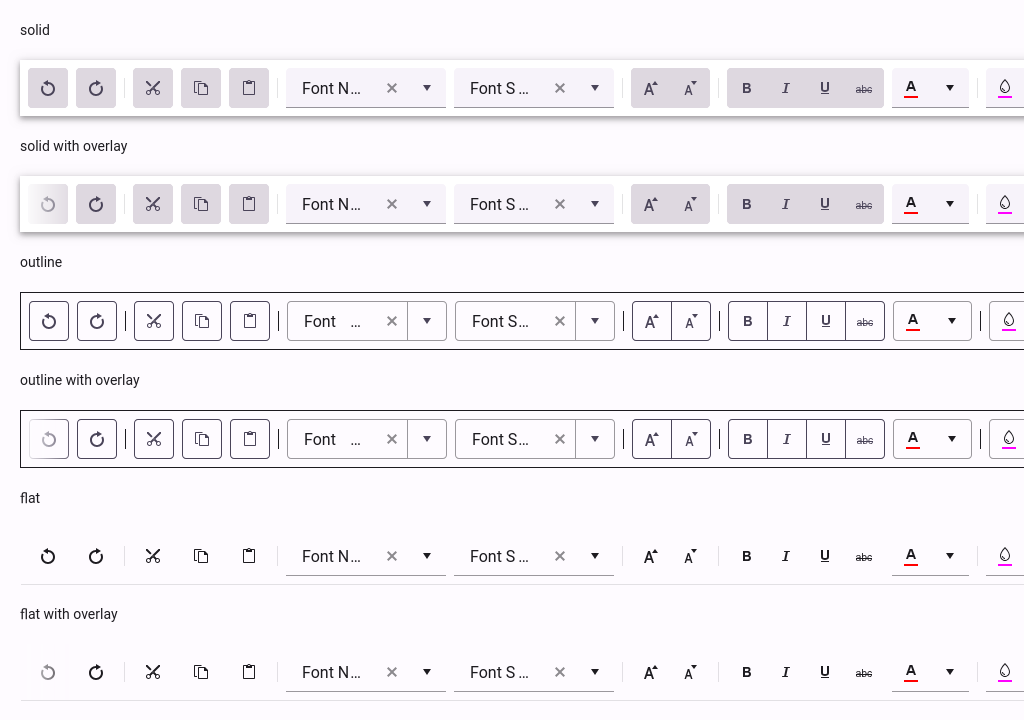 solid
Font N... Font S ... A A B I U abc A
solid with overlay
Font N... Font S ... A A B I U abc A
outline
Font ... Font S... A A B I U abc A
outline with overlay
Font ... Font S... A A B I U abc A
flat
Font N... Font S ... A A B I U abc A
flat with overlay
Font N... Font S ... A A B I U abc A